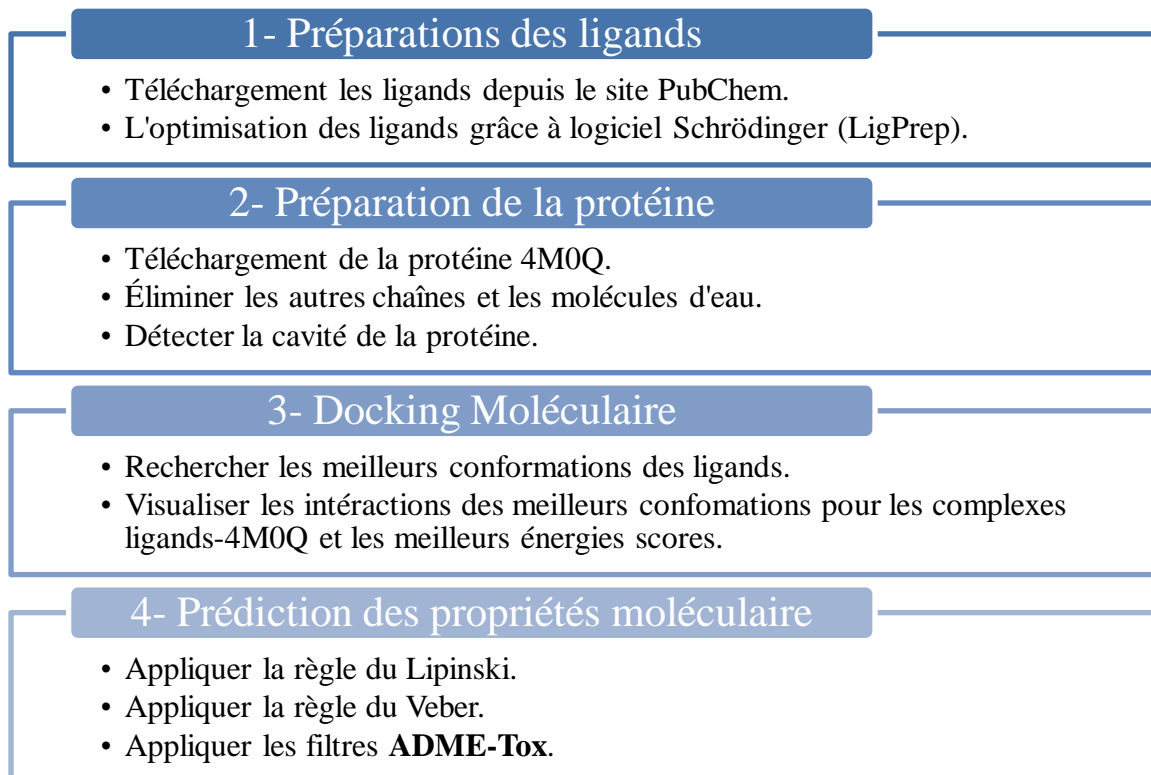 1- Préparations des ligands
• Téléchargement les ligands depuis le site PubChem.
• L'optimisation des ligands grâce à logiciel Schrödinger (LigPrep).
2- Préparation de la protéine
• Téléchargement de la protéine 4M0Q.
• Éliminer les autres chaînes et les molécules d'eau.
• Détecter la cavité de la protéine.
3- Docking Moléculaire
• Rechercher les meilleurs conformations des ligands.
• Visualiser les intéractions des meilleurs confomations pour les complexes
ligands-4M0Q et les meilleurs énergies scores.
4- Prédiction des propriétés moléculaire
• Appliquer la règle du Lipinski.
• Appliquer la règle du Veber.
• Appliquer les filtres ADME-Tox.